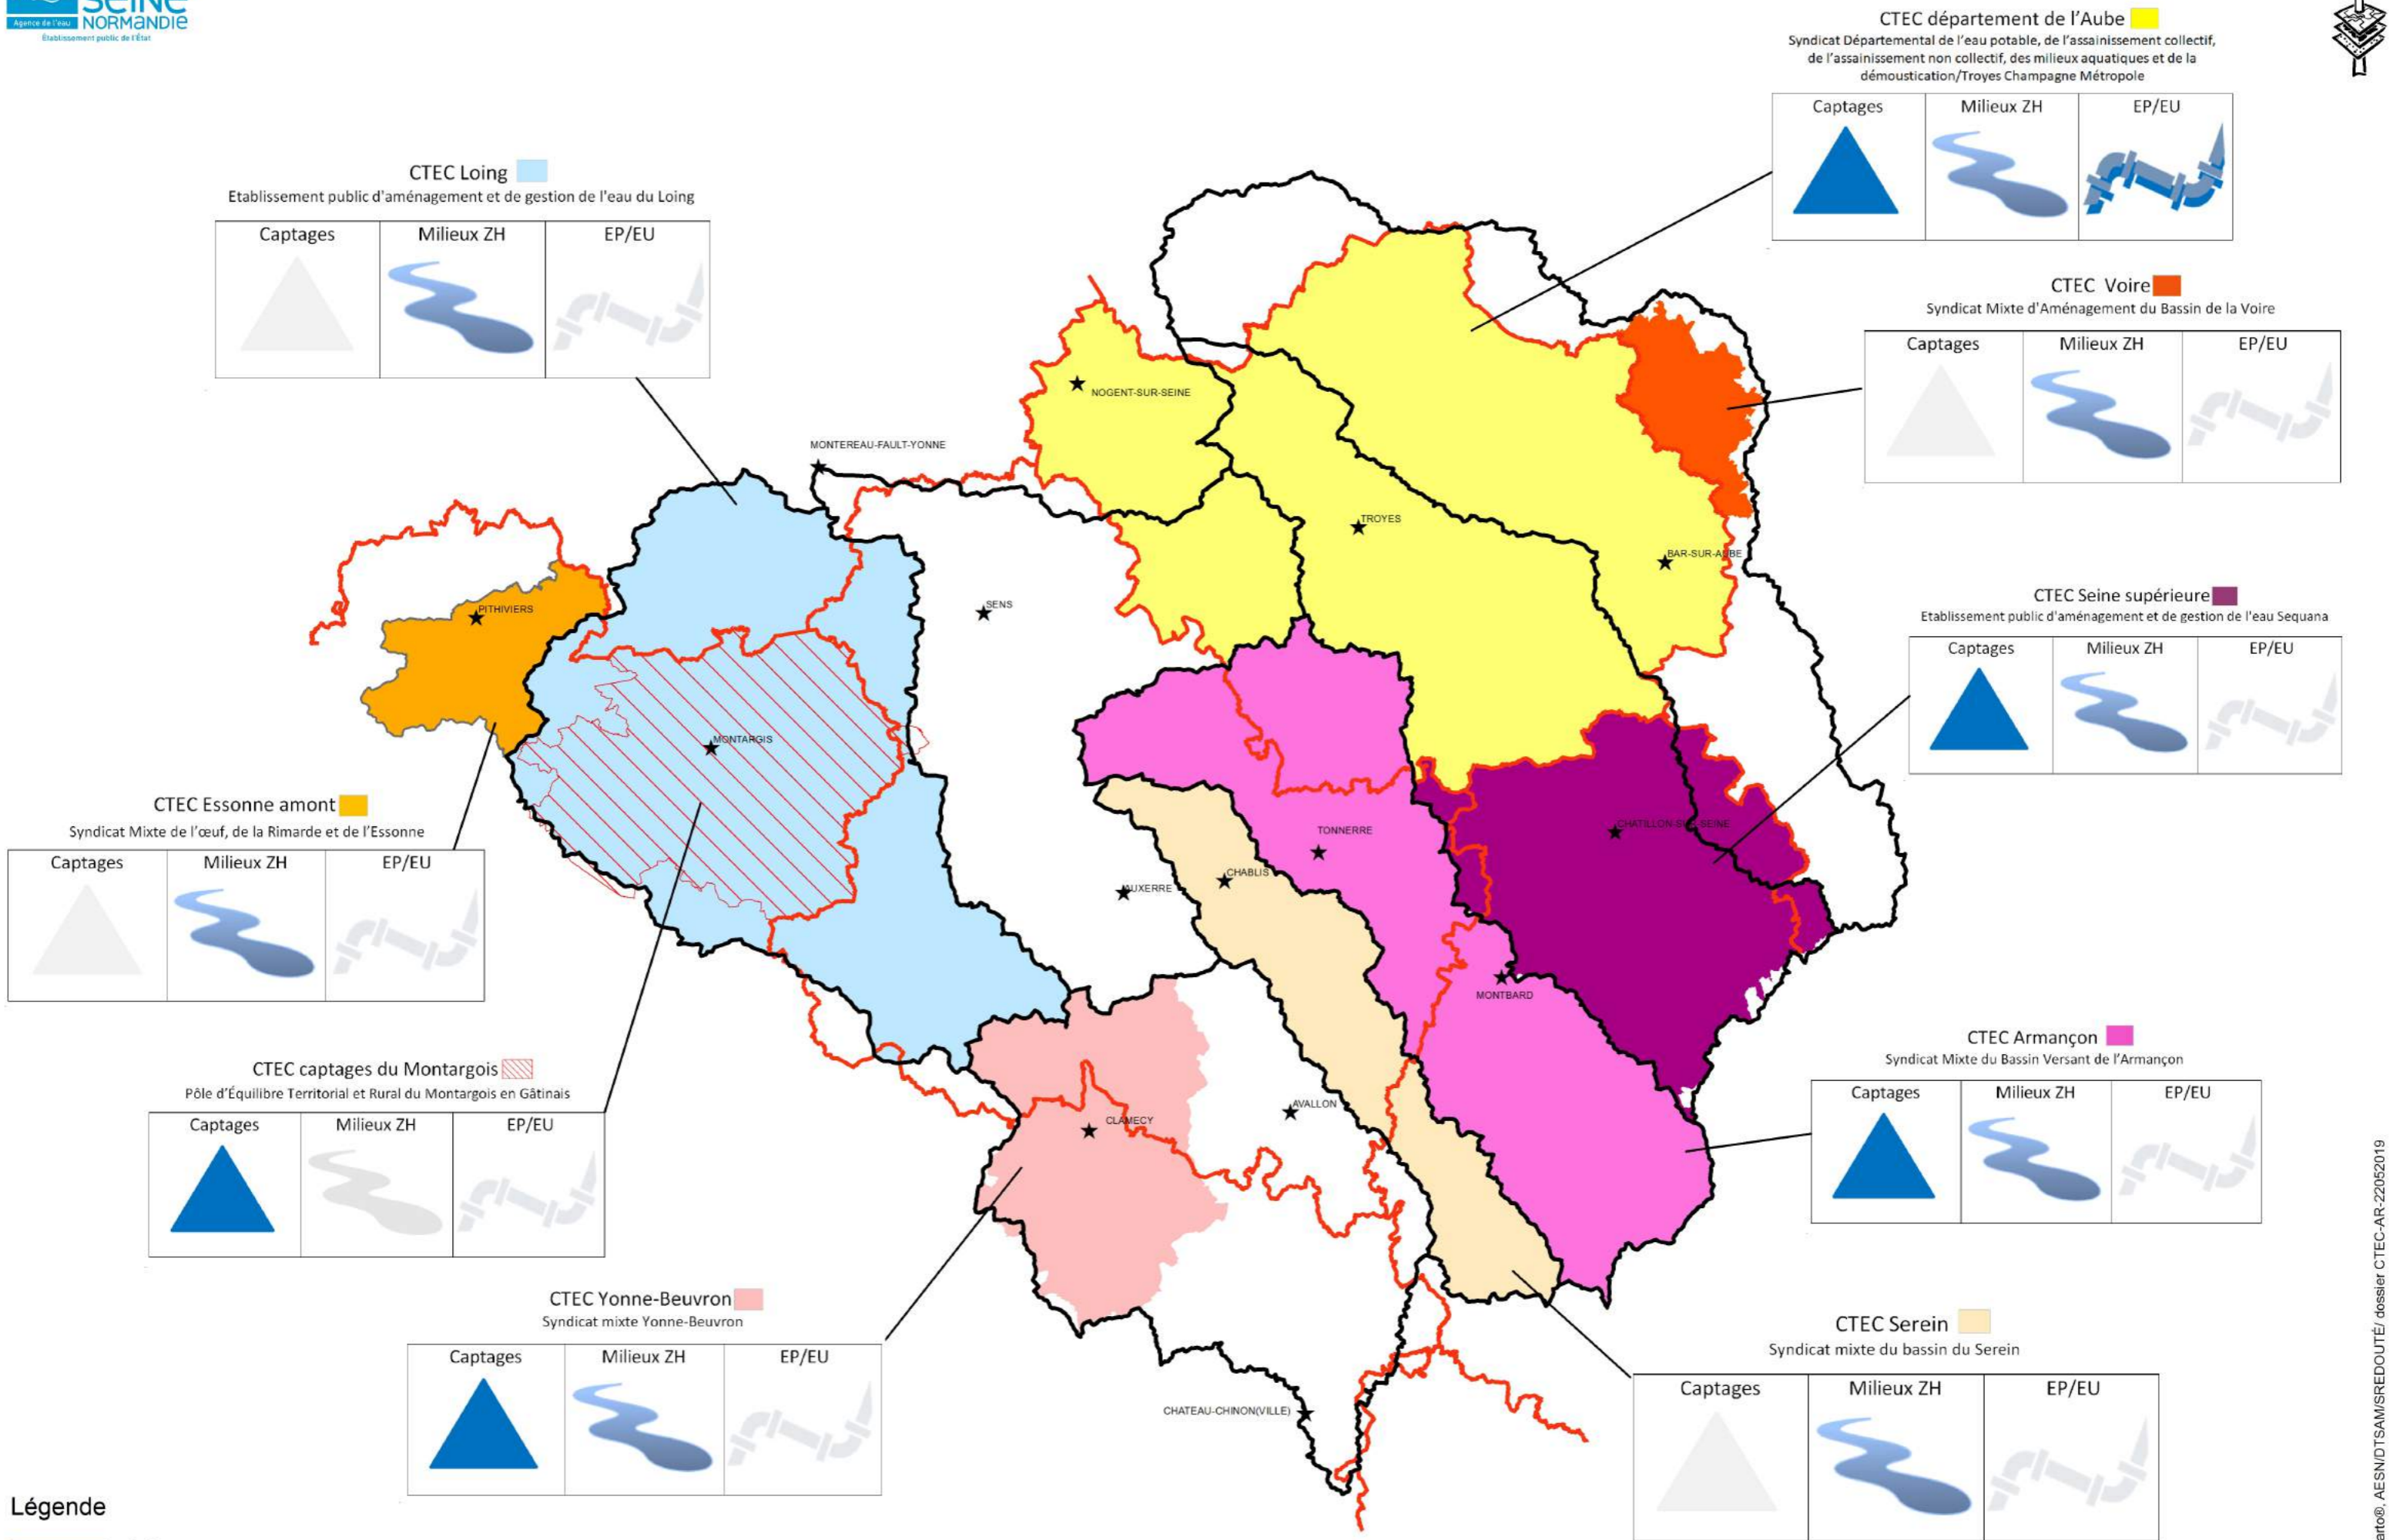 SEINE
Agence de l'eau NORMANDIE
Établissement public de l'État
CTEC département de l'Aube
Syndicat Départemental de l'eau potable, de l'assainissement collectif,
de l'assainissement non collectif, des milieux aquatiques et de la
démoustication/Troyes Champagne Métropole
Captages Milieux ZH EP/EU
CTEC Loing
Etablissement public d'aménagement et de gestion de l'eau du Loing
Captages Milieux ZH EP/EU
CTEC Voire
Syndicat Mixte d'Aménagement du Bassin de la Voire
Captages Milieux ZH EP/EU
NOGENT-SUR-SEINE
MONTEREAU-FAULT-YONNE
TROYES
BAR-SUR-AUBE
PITHIVIERS
SENS
CTEC Seine supérieure
Etablissement public d'aménagement et de gestion de l'eau Sequana
Captages Milieux ZH EP/EU
MONTARGIS
CTEC Essonne amont
Syndicat Mixte de l'œuf, de la Rimarde et de l'Essonne
Captages Milieux ZH EP/EU
CHATILLON-SUR-SEINE
TONNERRE
CHABLIS
AUXERRE
MONTBARD
CTEC Armançon
Syndicat Mixte du Bassin Versant de l'Armançon
Captages Milieux ZH EP/EU
CTEC captages du Montargois
Pôle d'Équilibre Territorial et Rural du Montargois en Gâtinais
Captages Milieux ZH EP/EU
AVALLON
CLAMECY
CTEC Yonne-Beuvron
Syndicat mixte Yonne-Beuvron
Captages Milieux ZH EP/EU
CTEC Serein
Syndicat mixte du bassin du Serein
Captages Milieux ZH EP/EU
CHATEAU-CHINON(VILLE)
Légende
arto®, AESN/DTSAM/SREDOUTÉ/ dossier CTEC-AR-22052019